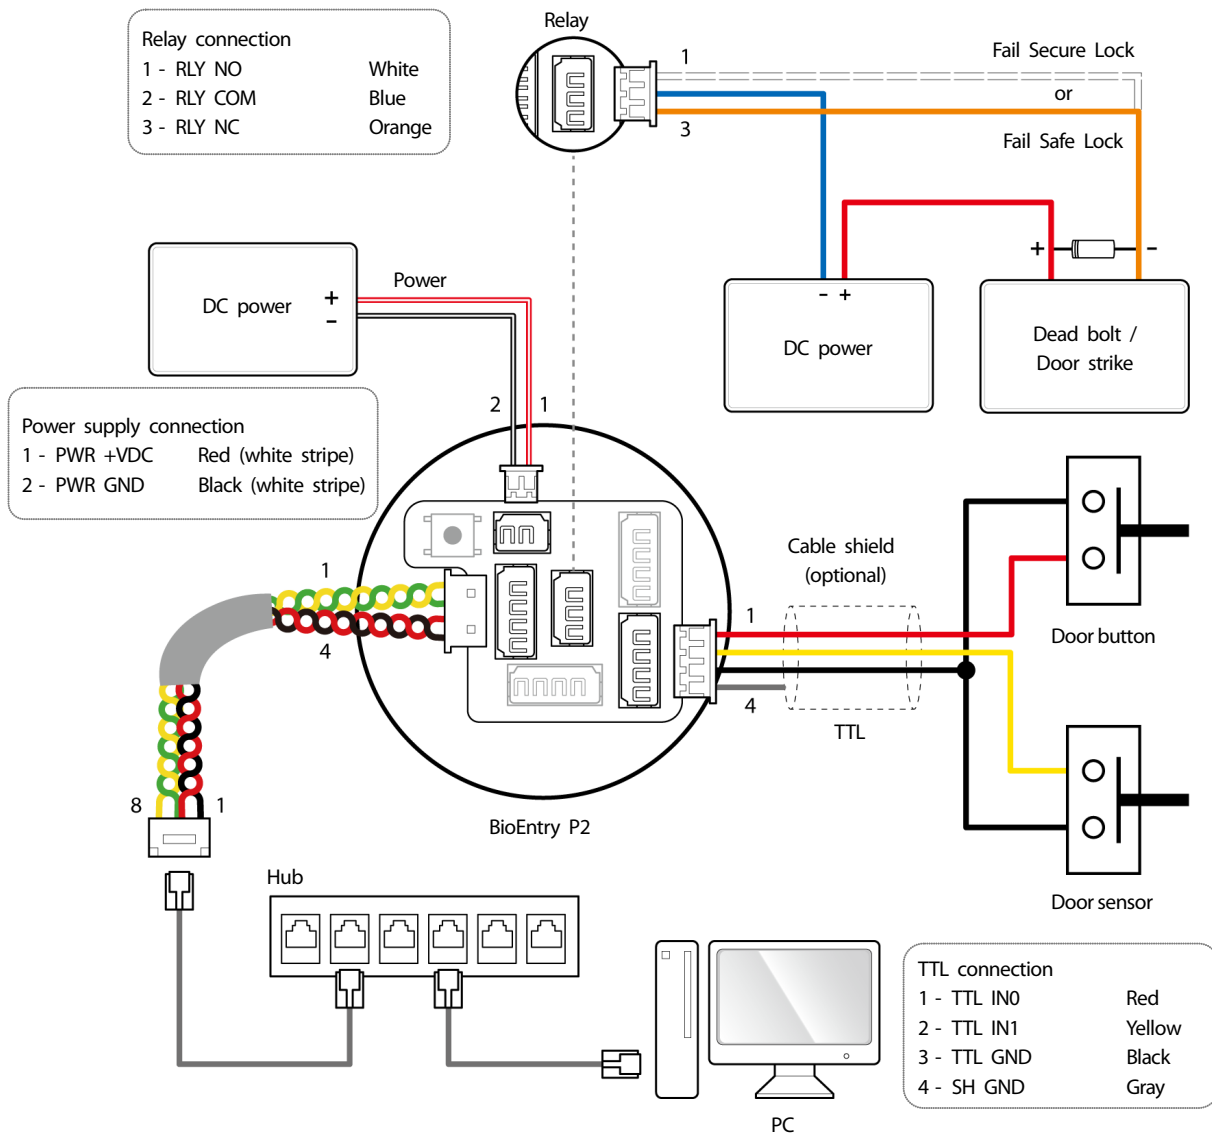 Relay
Relay connection
1 - RLY NO White
2 - RLY COM Blue
3 - RLY NC Orange
1
3
Fail Secure Lock
or
Fail Safe Lock
+ -
DC power
+
-
Power
- +
DC power
Dead bolt /
Door strike
2 1
Power supply connection
1 - PWR +VDC Red (white stripe)
2 - PWR GND Black (white stripe)
1
4
Cable shield
(optional)
1
4
TTL
Door button
8 1
BioEntry P2
Door sensor
Hub
PC
TTL connection
1 - TTL IN0 Red
2 - TTL IN1 Yellow
3 - TTL GND Black
4 - SH GND Gray